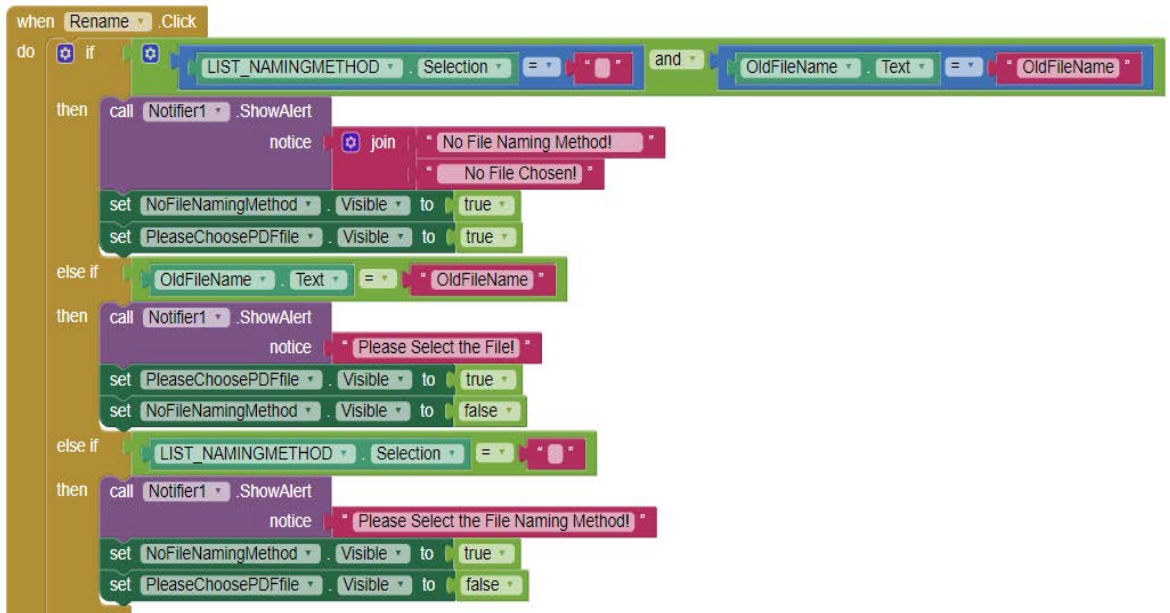 when Rename .Click
do if LIST_NAMINGMETHOD . Selection = " " and OldFileName . Text = " OldFileName "
then call Notifier1 .ShowAlert
notice join " No File Naming Method! "
" No File Chosen! "
set NoFileNamingMethod . Visible to true
set PleaseChoosePDFfile . Visible to true
else if OldFileName . Text = " OldFileName "
then call Notifier1 .ShowAlert
notice " Please Select the File! "
set PleaseChoosePDFfile . Visible to true
set NoFileNamingMethod . Visible to false
else if LIST_NAMINGMETHOD . Selection = " "
then call Notifier1 .ShowAlert
notice " Please Select the File Naming Method! "
set NoFileNamingMethod . Visible to true
set PleaseChoosePDFfile . Visible to false